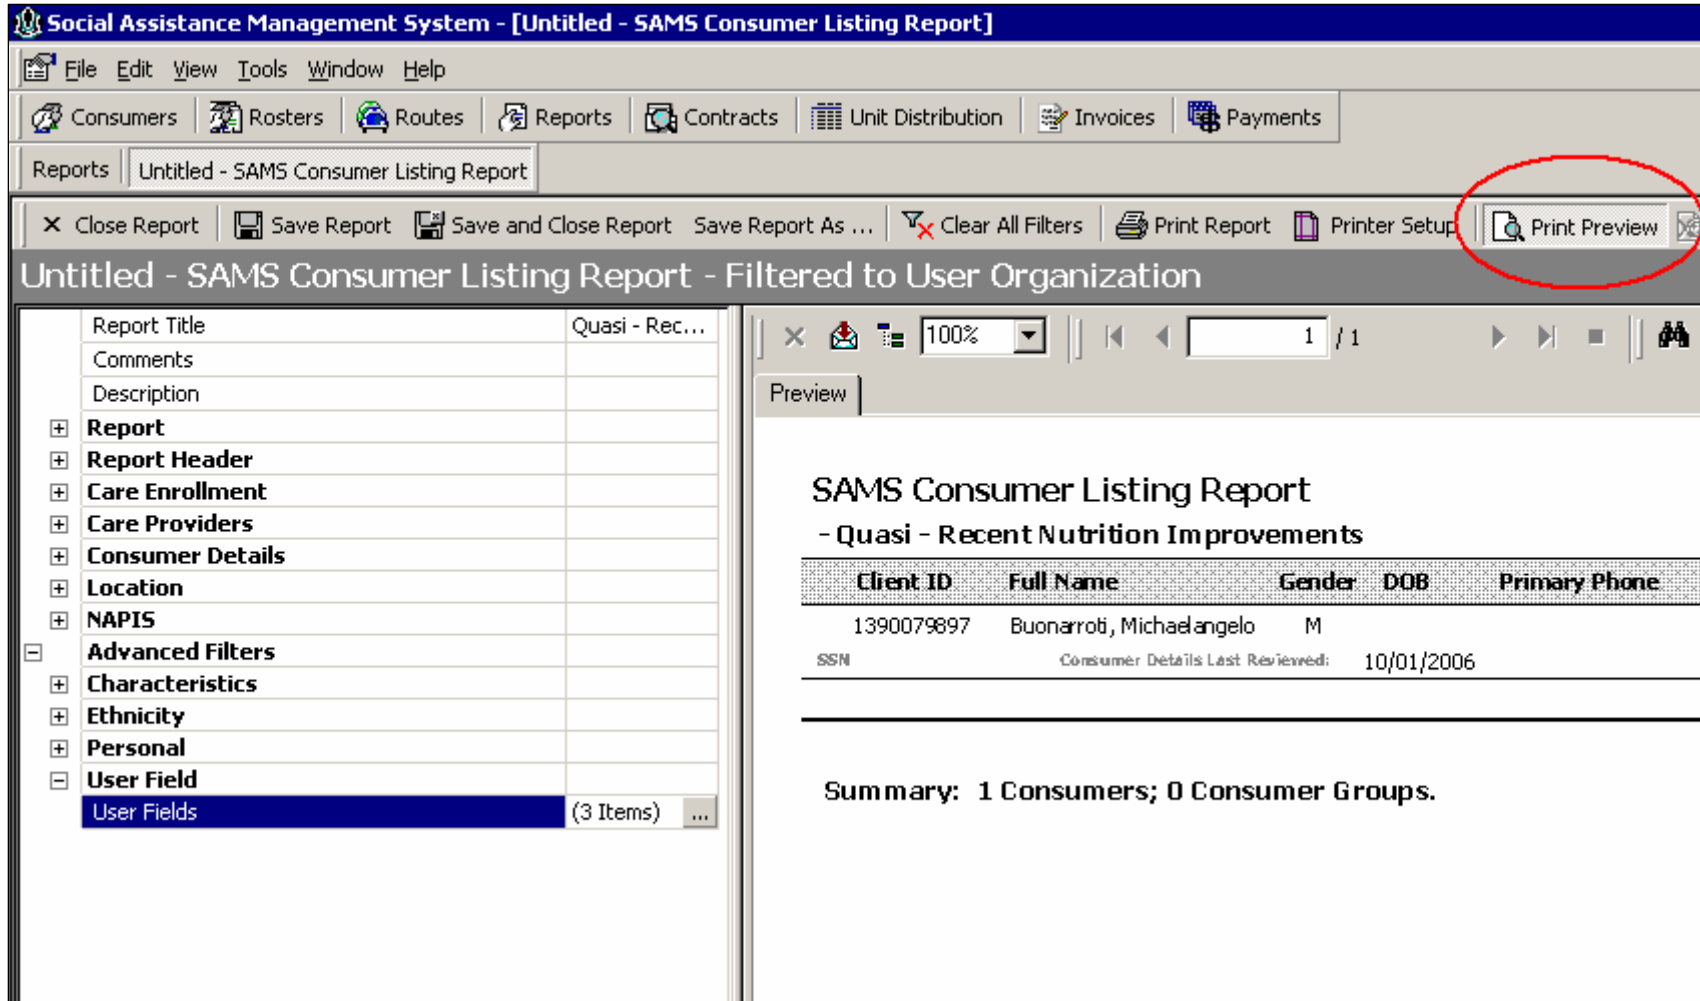 Social Assistance Management System - [Untitled - SAMS Consumer Listing Report]
File Edit View Tools Window Help
Consumers Rosters Routes Reports Contracts Unit Distribution Invoices Payments
Reports Untitled - SAMS Consumer Listing Report
Close Report Save Report Save and Close Report Save Report As ... Clear All Filters Print Report Printer Setup Print Preview
Untitled - SAMS Consumer Listing Report - Filtered to User Organization
Report Title Quasi - Rec...
Comments
Description
Report
Report Header
Care Enrollment
Care Providers
Consumer Details
Location
NAPIS
Advanced Filters
Characteristics
Ethnicity
Personal
User Field
User Fields (3 Items) ...
100% 1 / 1
Preview
SAMS Consumer Listing Report
- Quasi - Recent Nutrition Improvements
Client ID Full Name Gender DOB Primary Phone
1390079897 Buonarroti, Michaelangelo M
SSN Consumer Details Last Reviewed: 10/01/2006
Summary: 1 Consumers; 0 Consumer Groups.